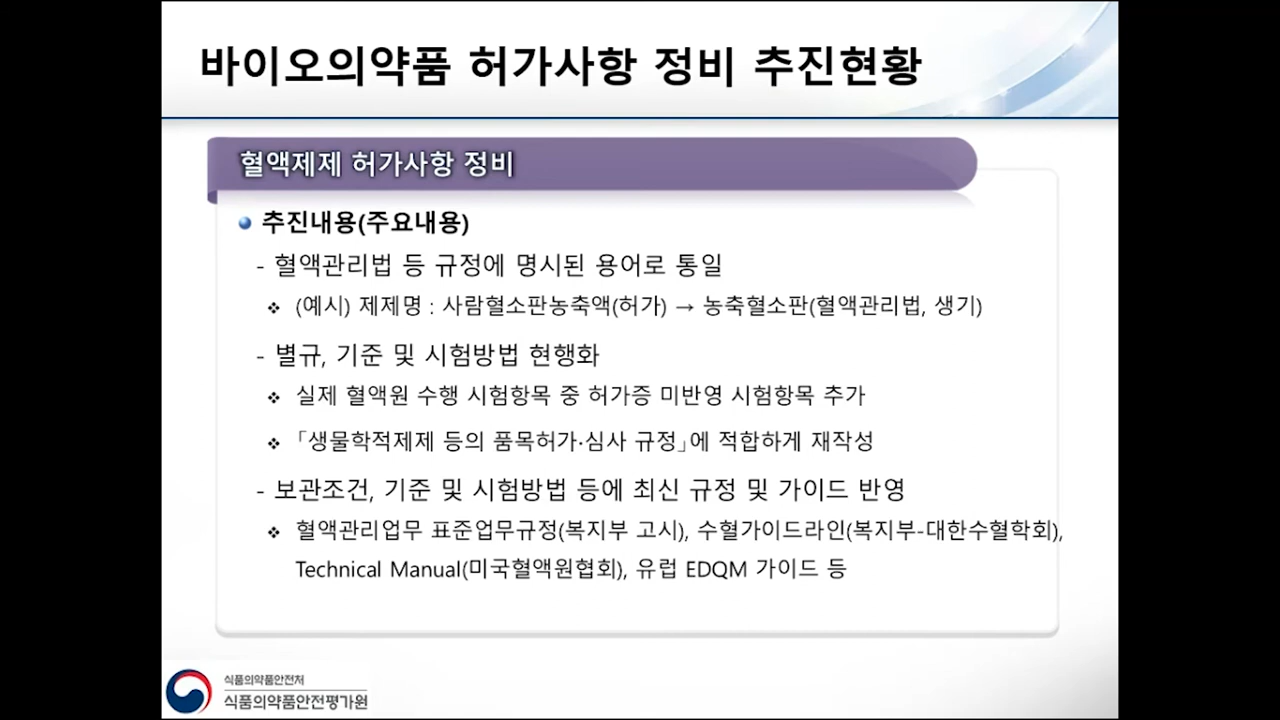 바이오의약품 허가사항 정비 추진현황
혈액제제 허가사항 정비
추진내용(주요내용)
- 혈액관리법 등 규정에 명시된 용어로 통일
❖ (예시) 제제명 : 사람혈소판농축액(허가) → 농축혈소판(혈액관리법, 생기)
- 별규, 기준 및 시험방법 현행화
❖ 실제 혈액원 수행 시험항목 중 허가증 미반영 시험항목 추가
❖ 「생물학적제제 등의 품목허가·심사 규정」에 적합하게 재작성
- 보관조건, 기준 및 시험방법 등에 최신 규정 및 가이드 반영
❖ 혈액관리업무 표준업무규정(복지부 고시), 수혈가이드라인(복지부-대한수혈학회),
Technical Manual(미국혈액원협회), 유럽 EDQM 가이드 등
식품의약품안전처
식품의약품안전평가원